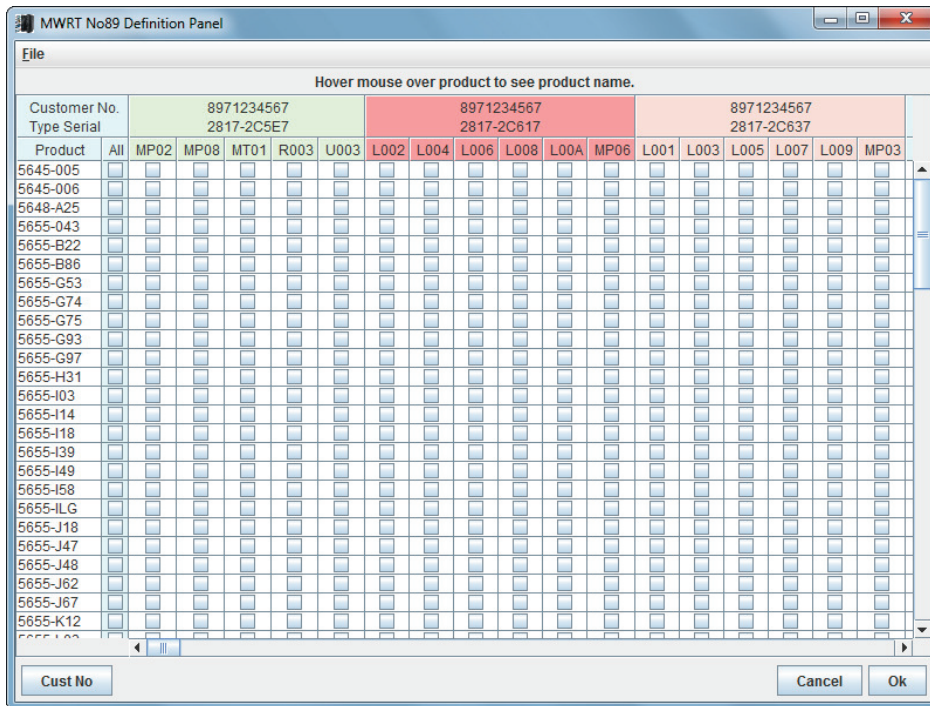 MWRT No89 Definition Panel
File
Hover mouse over product to see product name.
Customer No. 8971234567 8971234567 8971234567
Type Serial 2817-2C5E7 2817-2C617 2817-2C637
Product All MP02 MP08 MT01 R003 U003 L002 L004 L006 L008 L00A MP06 L001 L003 L005 L007 L009 MP03
5645-005
5645-006
5648-A25
5655-043
5655-B22
5655-B86
5655-G53
5655-G74
5655-G75
5655-G93
5655-G97
5655-H31
5655-I03
5655-I14
5655-I18
5655-I39
5655-I49
5655-I58
5655-ILG
5655-J18
5655-J47
5655-J48
5655-J62
5655-J67
5655-K12
Cust No Cancel Ok